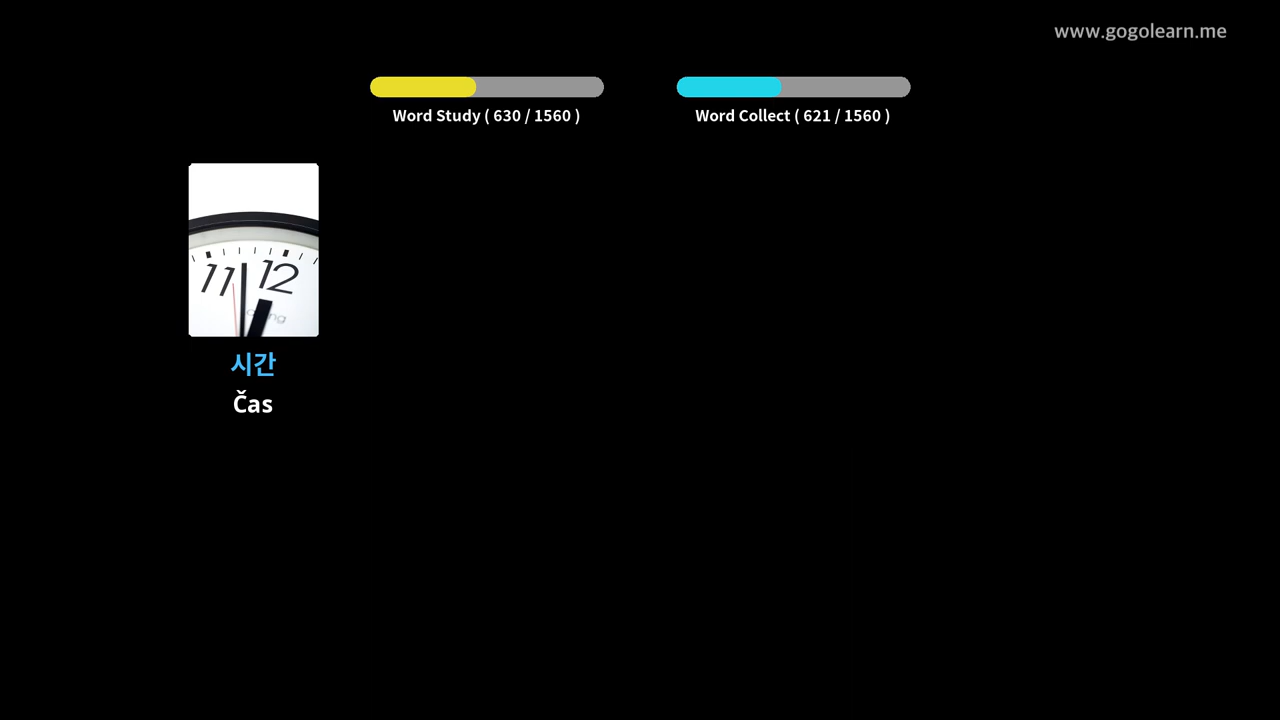 www.gogolearn.me
Word Study ( 630 / 1560 )
Word Collect ( 621 / 1560 )
11 12
시간
Čas